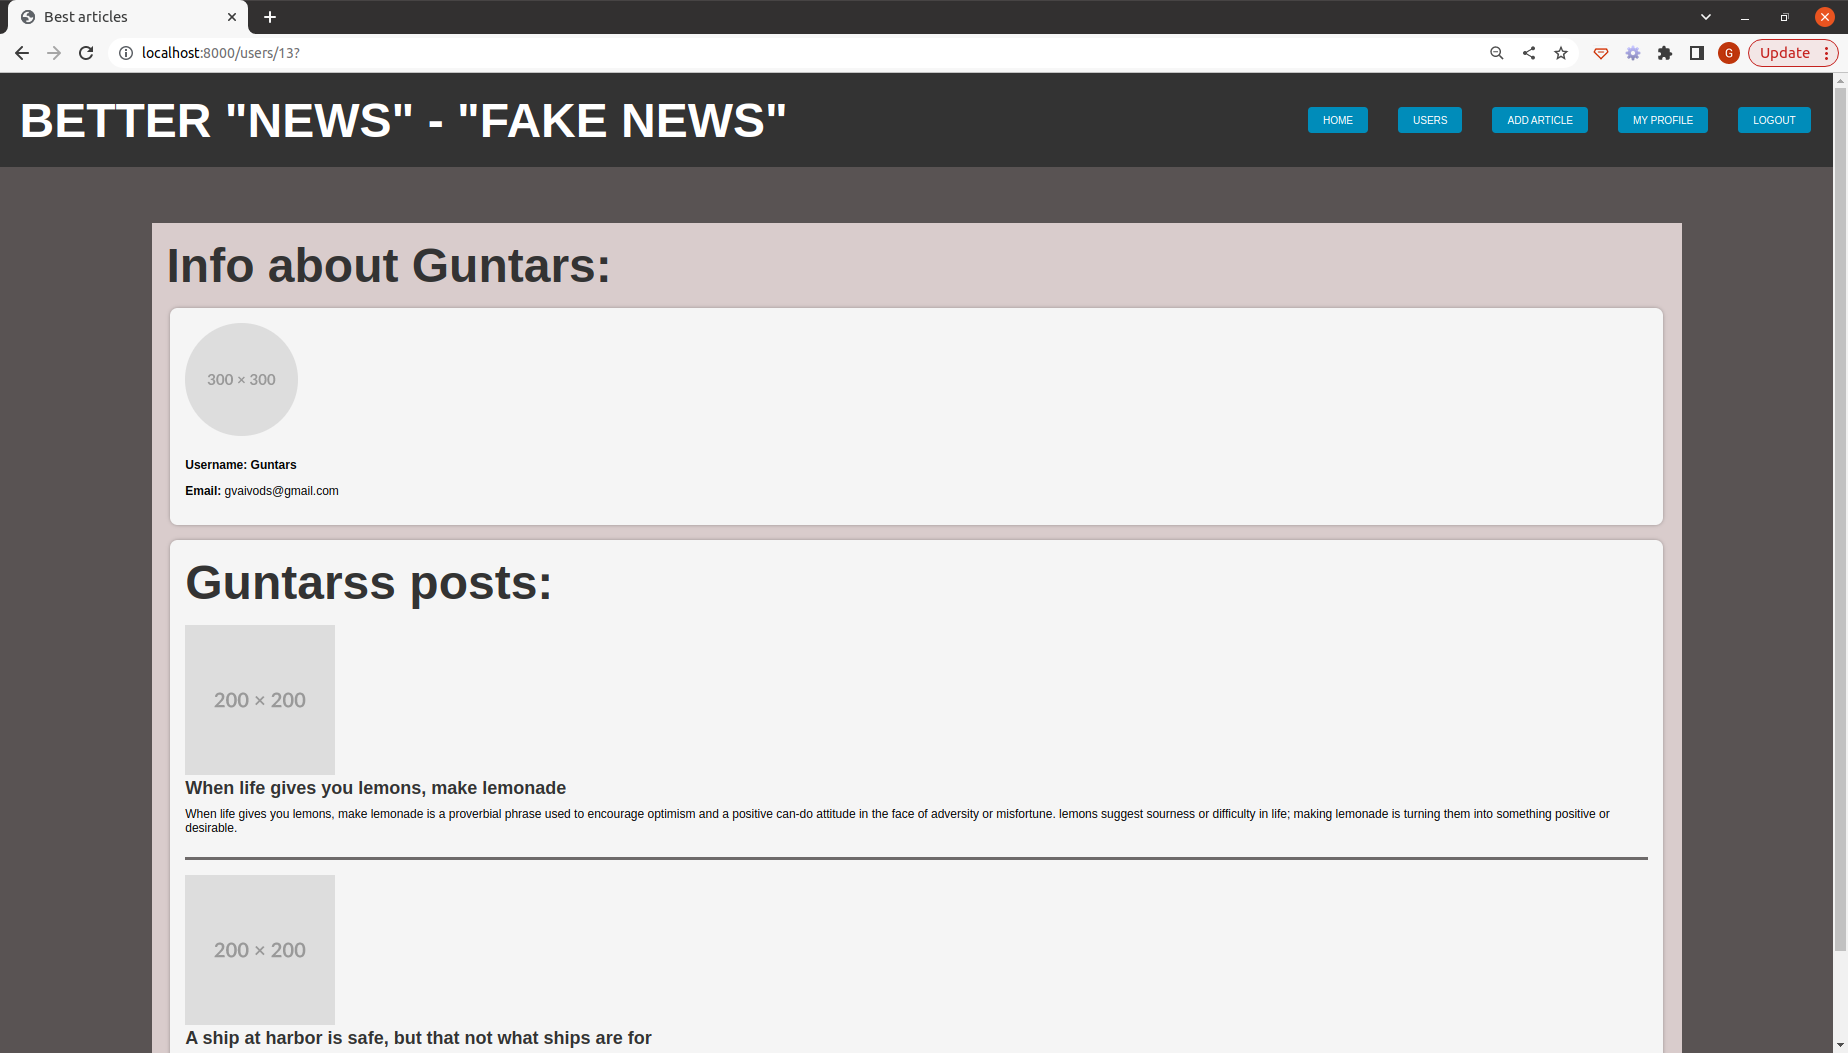 Best articles
localhost:8000/users/13?
G
Update
BETTER "NEWS" - "FAKE NEWS"
HOME
USERS
ADD ARTICLE
MY PROFILE
LOGOUT
Info about Guntars:
300 × 300
Username: Guntars
Email: gvaivods@gmail.com
Guntarss posts:
200 × 200
When life gives you lemons, make lemonade
When life gives you lemons, make lemonade is a proverbial phrase used to encourage optimism and a positive can-do attitude in the face of adversity or misfortune. lemons suggest sourness or difficulty in life; making lemonade is turning them into something positive or
desirable.
200 × 200
A ship at harbor is safe, but that not what ships are for